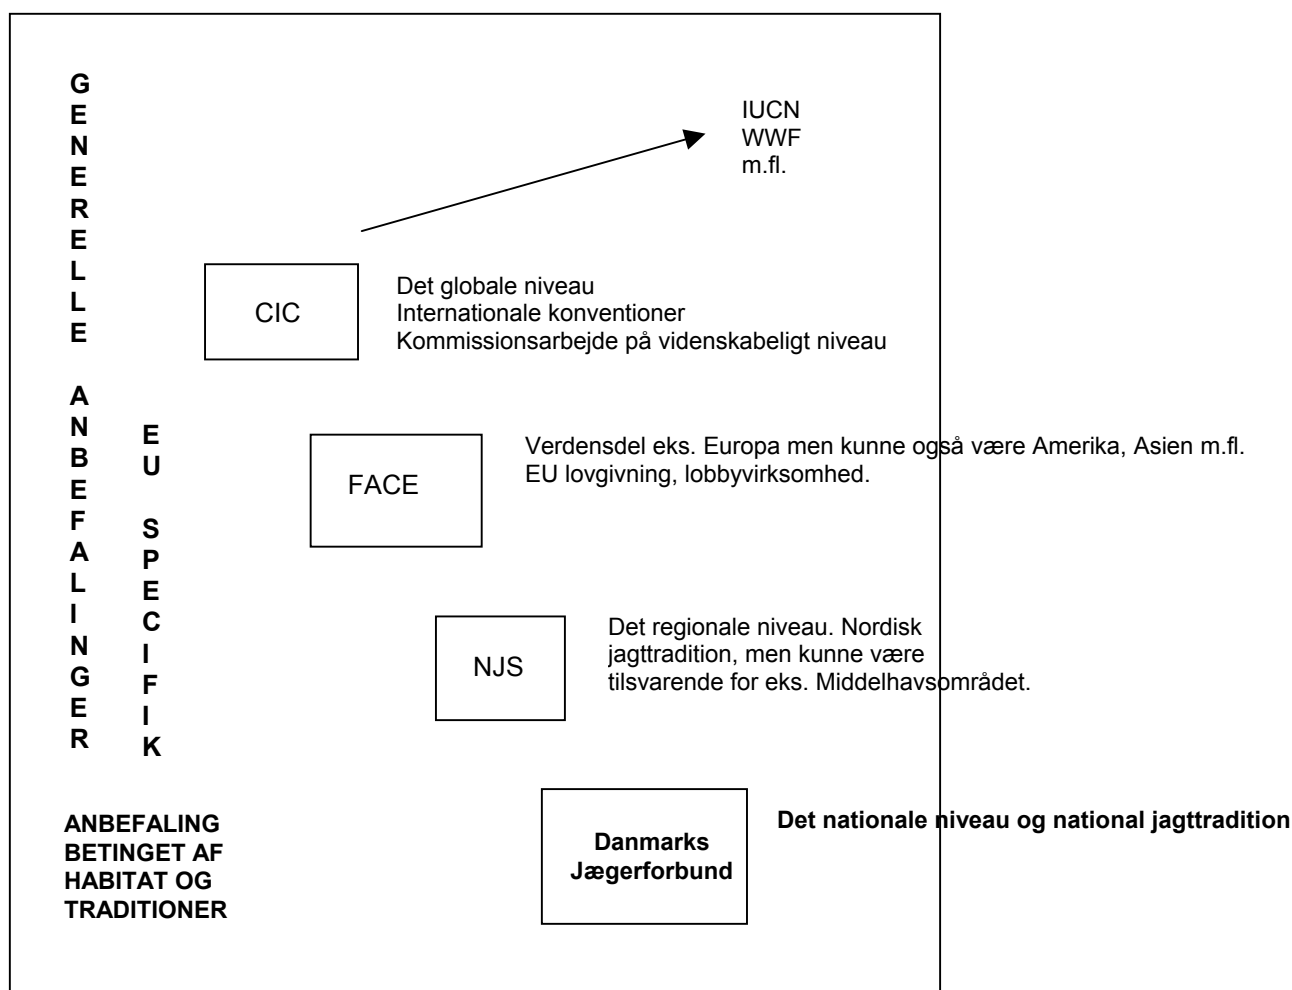 GENERELLE ANBEFALINGER
EU SPECIFIK
IUCN
WWF
m.fl.
CIC
Det globale niveau
Internationale konventioner
Kommissionsarbejde på videnskabeligt niveau
FACE
Verdensdel eks. Europa men kunne også være Amerika, Asien m.fl.
EU lovgivning, lobbyvirksomhed.
NJS
Det regionale niveau. Nordisk
jagttradition, men kunne være
tilsvarende for eks. Middelhavsområdet.
ANBEFALING
BETINGET AF
HABITAT OG
TRADITIONER
Danmarks
Jægerforbund
Det nationale niveau og national jagttradition